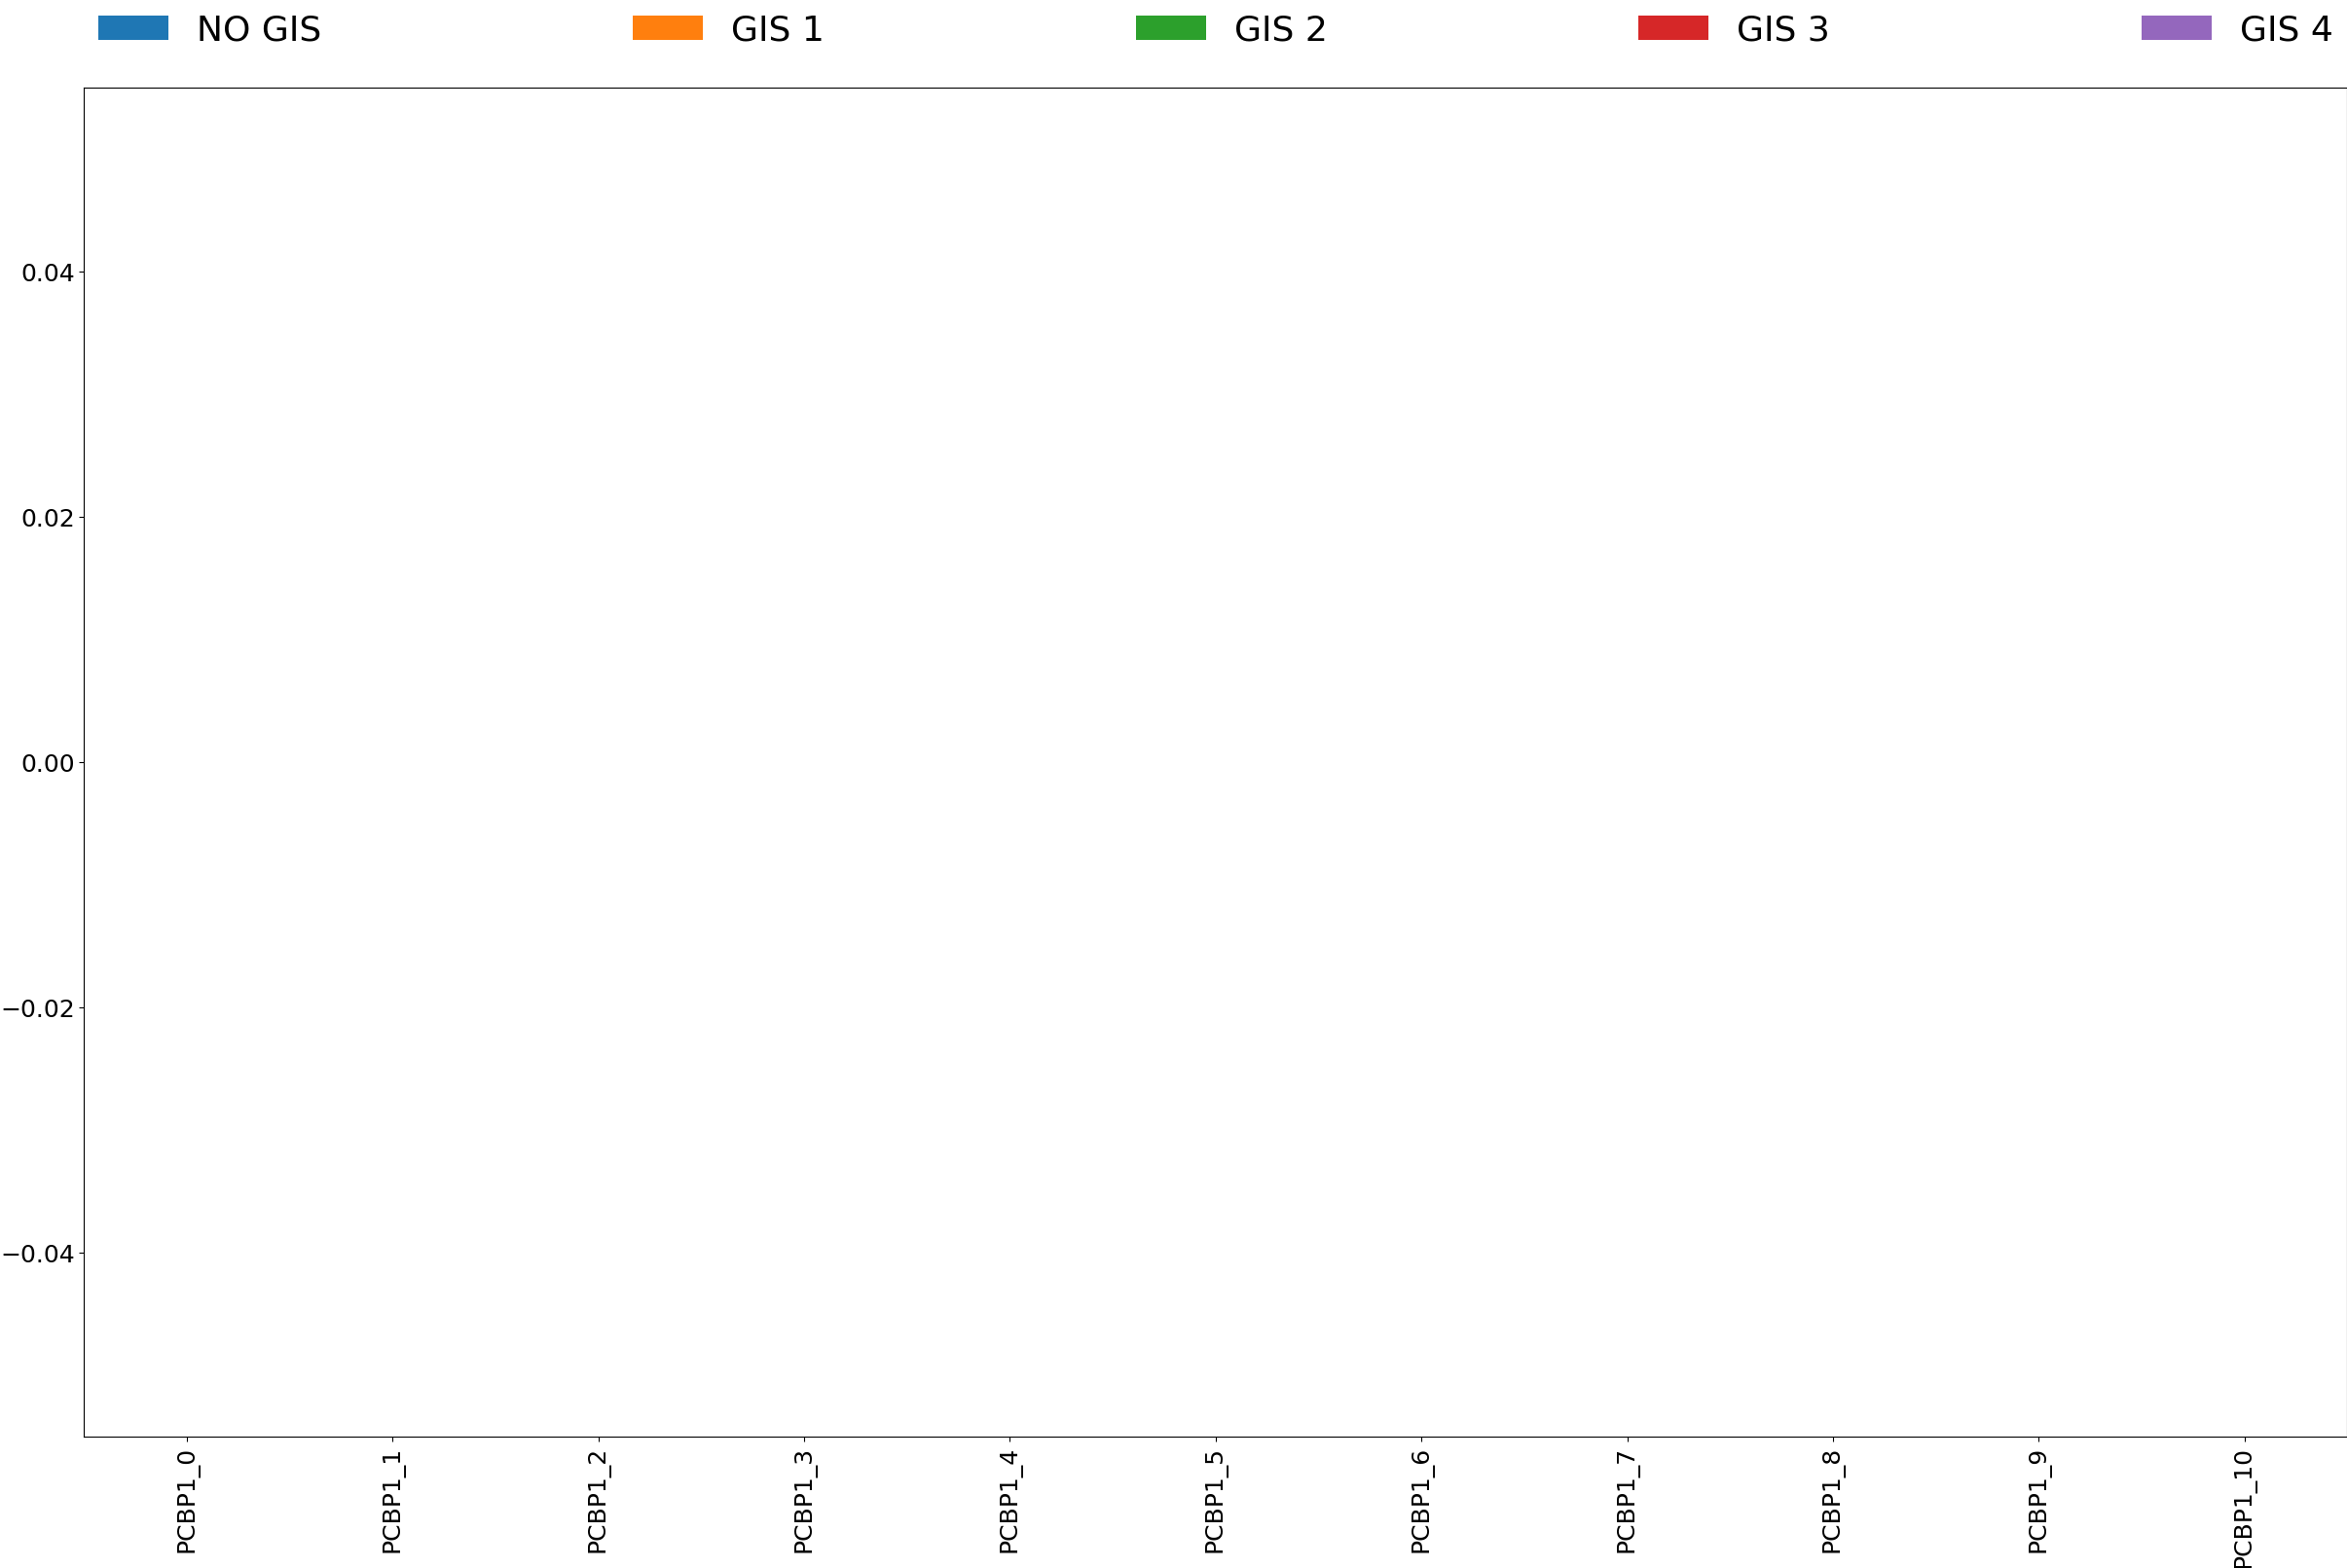 NO GIS GIS 1 GIS 2 GIS 3 GIS 4
0.04
0.02
0.00
−0.02
−0.04
PCBP1_0 PCBP1_1 PCBP1_2 PCBP1_3 PCBP1_4 PCBP1_5 PCBP1_6 PCBP1_7 PCBP1_8 PCBP1_9 PCBP1_10